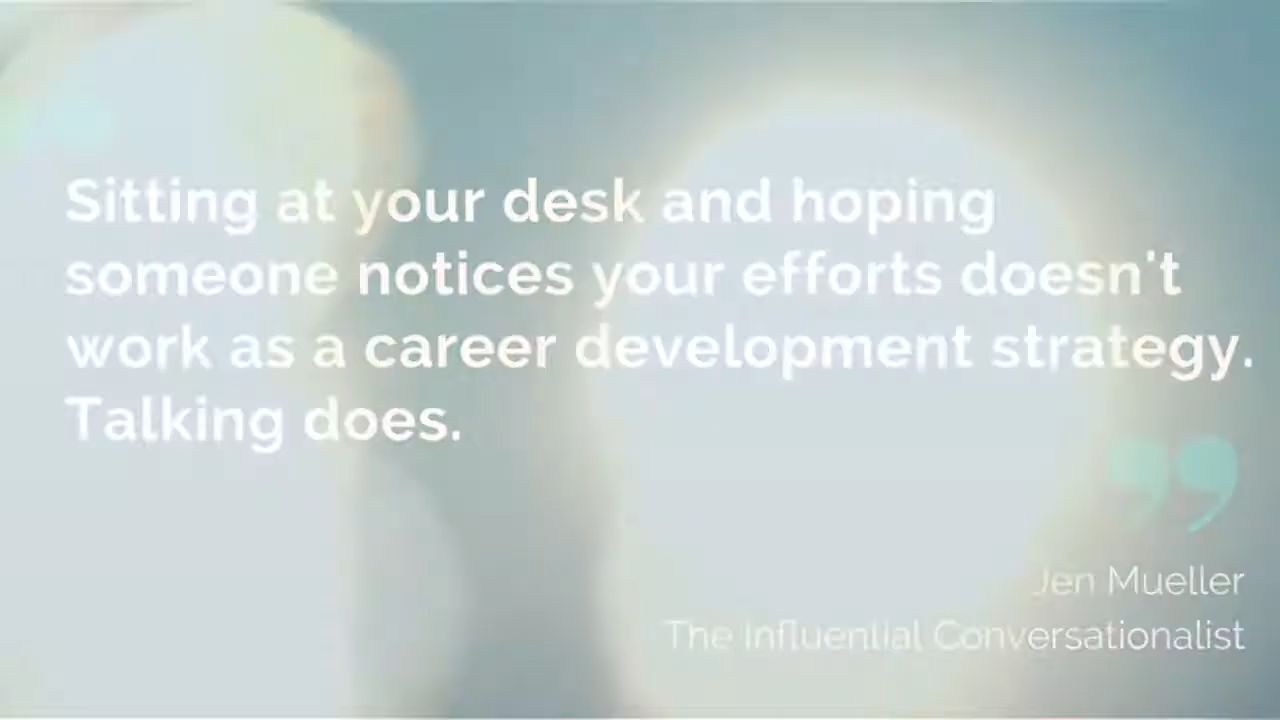 Sitting at your desk and hoping
someone notices your efforts doesn't
work as a career development strategy.
Talking does.
”
Jen Mueller
The Influential Conversationalist